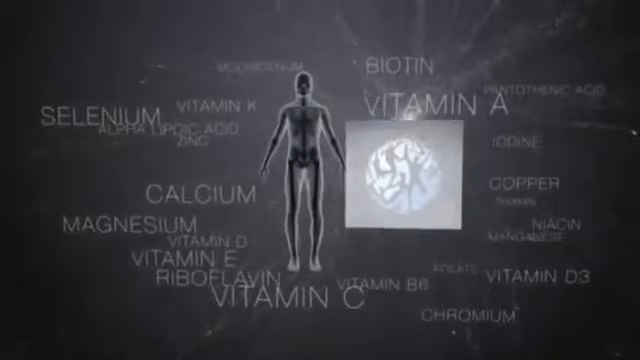 MOLYBDENUM
BIOTIN
PANTOTHENIC ACID
SELENIUM
VITAMIN K
VITAMIN A
ALPHA LIPOIC ACID
ZINC
IODINE
CALCIUM
COPPER
THIAMIN
MAGNESIUM
NIACIN
VITAMIN D
MANGANESE
VITAMIN E
RIBOFLAVIN
FOLATE
VITAMIN D3
VITAMIN C
VITAMIN B6
CHROMIUM